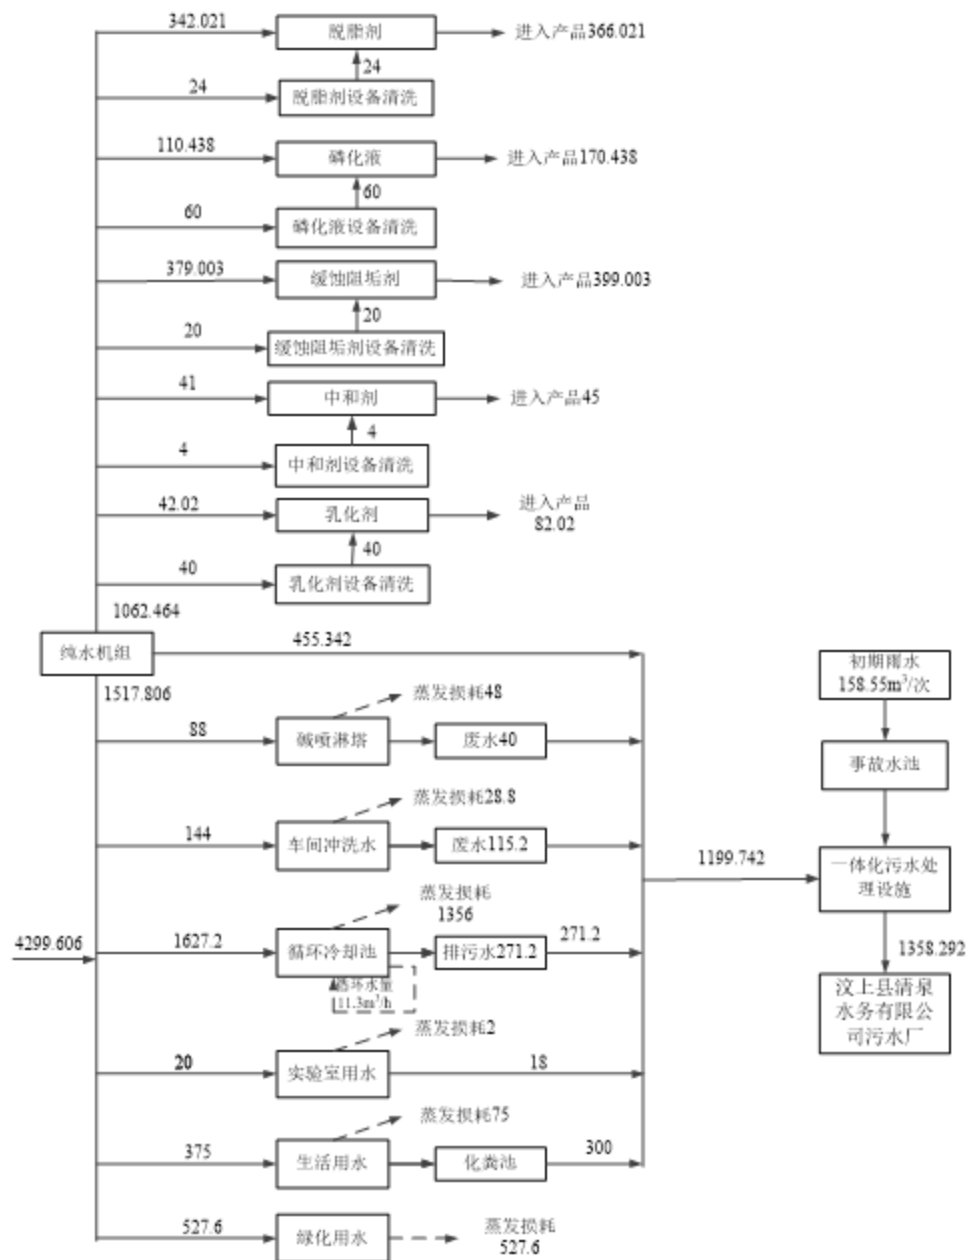 342.021
脱脂剂
进入产品366.021
24
24
脱脂剂设备清洗
110.438
磷化液
进入产品170.438
60
60
磷化液设备清洗
379.003
缓蚀阻垢剂
进入产品399.003
20
20
缓蚀阻垢剂设备清洗
41
中和剂
进入产品45
4
4
中和剂设备清洗
42.02
乳化剂
进入产品
82.02
40
40
乳化剂设备清洗
1062.464
纯水机组
455.342
1517.806
初期雨水
158.55m³/次
蒸发损耗48
88
碱喷淋塔
废水40
事故水池
蒸发损耗28.8
144
车间冲洗水
废水115.2
1199.742
一体化污水处
理设施
蒸发损耗
1356
4299.606
1627.2
循环冷却池
排污水271.2
271.2
1358.292
循环水量
11.3m³/h
汶上县清泉
水务有限公
司污水厂
蒸发损耗2
20
实验室用水
18
蒸发损耗75
375
生活用水
化粪池
300
527.6
绿化用水
蒸发损耗
527.6